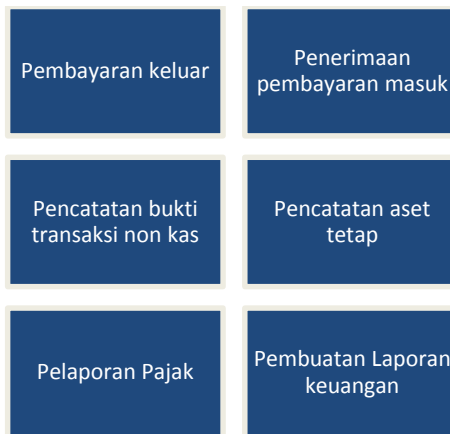 Pembayaran keluar
Penerimaan
pembayaran masuk
Pencatatan bukti
transaksi non kas
Pencatatan aset
tetap
Pelaporan Pajak
Pembuatan Laporan
keuangan